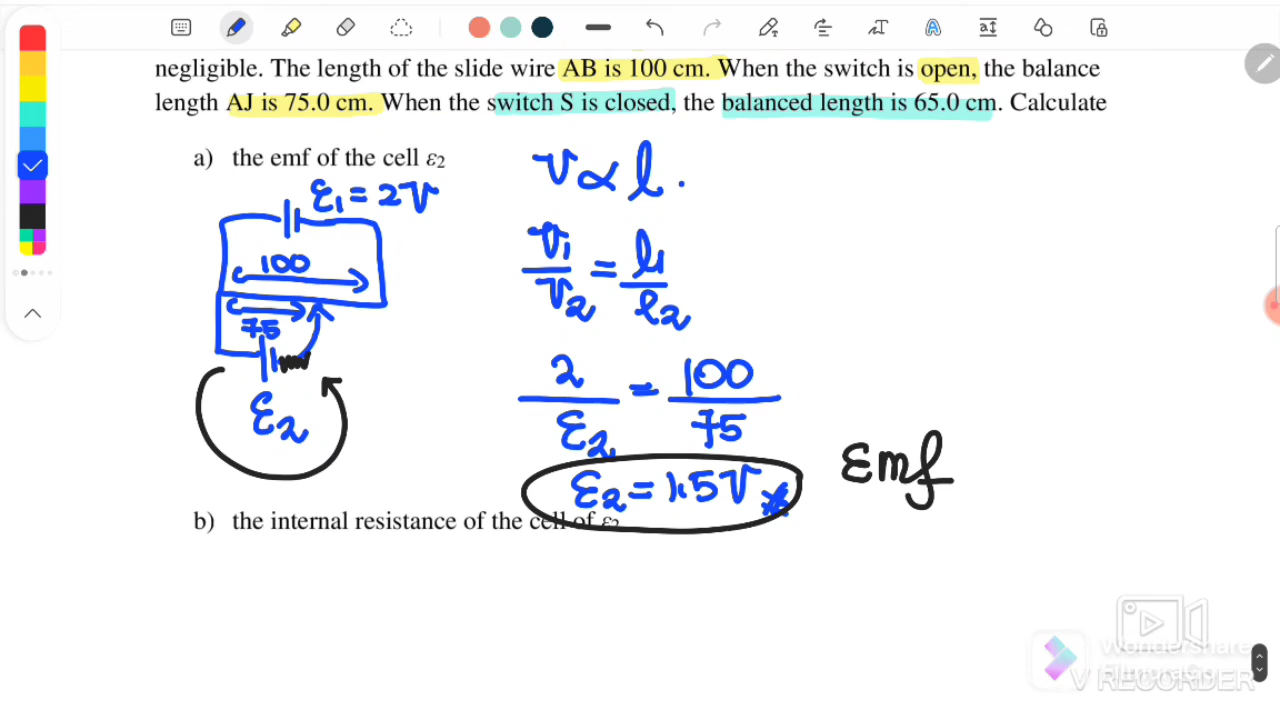 negligible. The length of the slide wire AB is 100 cm. When the switch is open, the balance
length AJ is 75.0 cm. When the switch S is closed, the balanced length is 65.0 cm. Calculate
a) the emf of the cell ε2
V ∝ l.
ε1 = 2V
100
75
ε2
V1/V2 = l1/l2
2/ε2 = 100/75
ε2 = 1.5V
emf
b) the internal resistance of the cell of ε2
Wondershare
FilmoraGo
V RECORDER